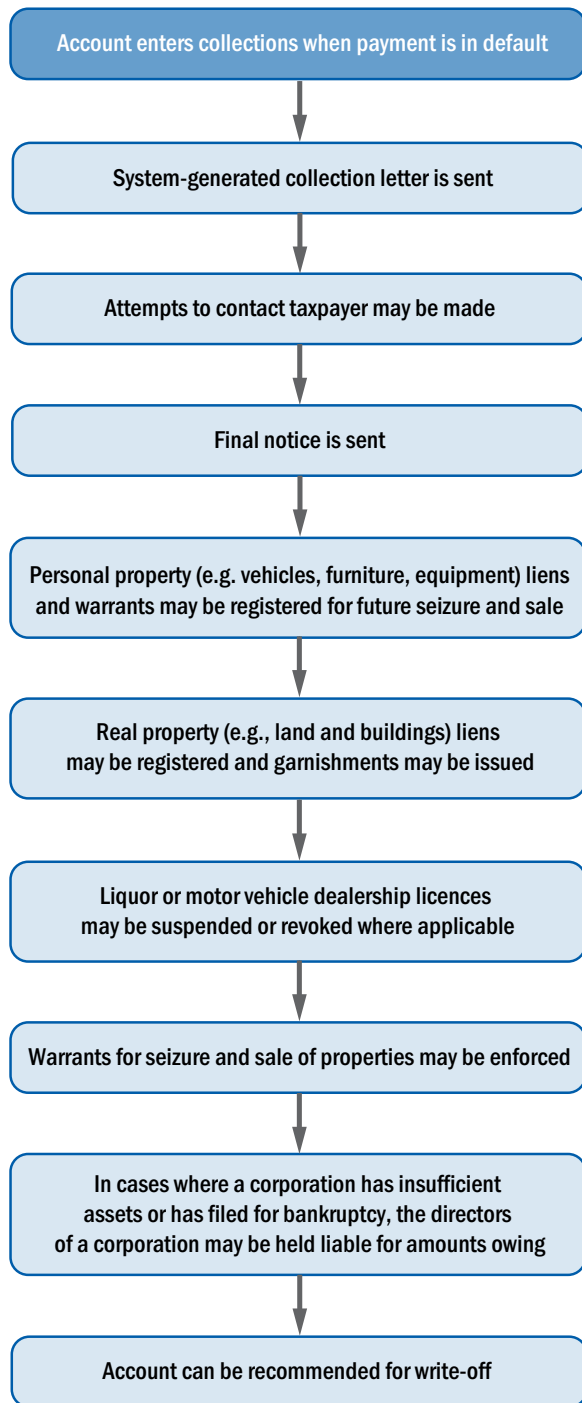 Account enters collections when payment is in default
System-generated collection letter is sent
Attempts to contact taxpayer may be made
Final notice is sent
Personal property (e.g. vehicles, furniture, equipment) liens
and warrants may be registered for future seizure and sale
Real property (e.g., land and buildings) liens
may be registered and garnishments may be issued
Liquor or motor vehicle dealership licences
may be suspended or revoked where applicable
Warrants for seizure and sale of properties may be enforced
In cases where a corporation has insufficient
assets or has filed for bankruptcy, the directors
of a corporation may be held liable for amounts owing
Account can be recommended for write-off